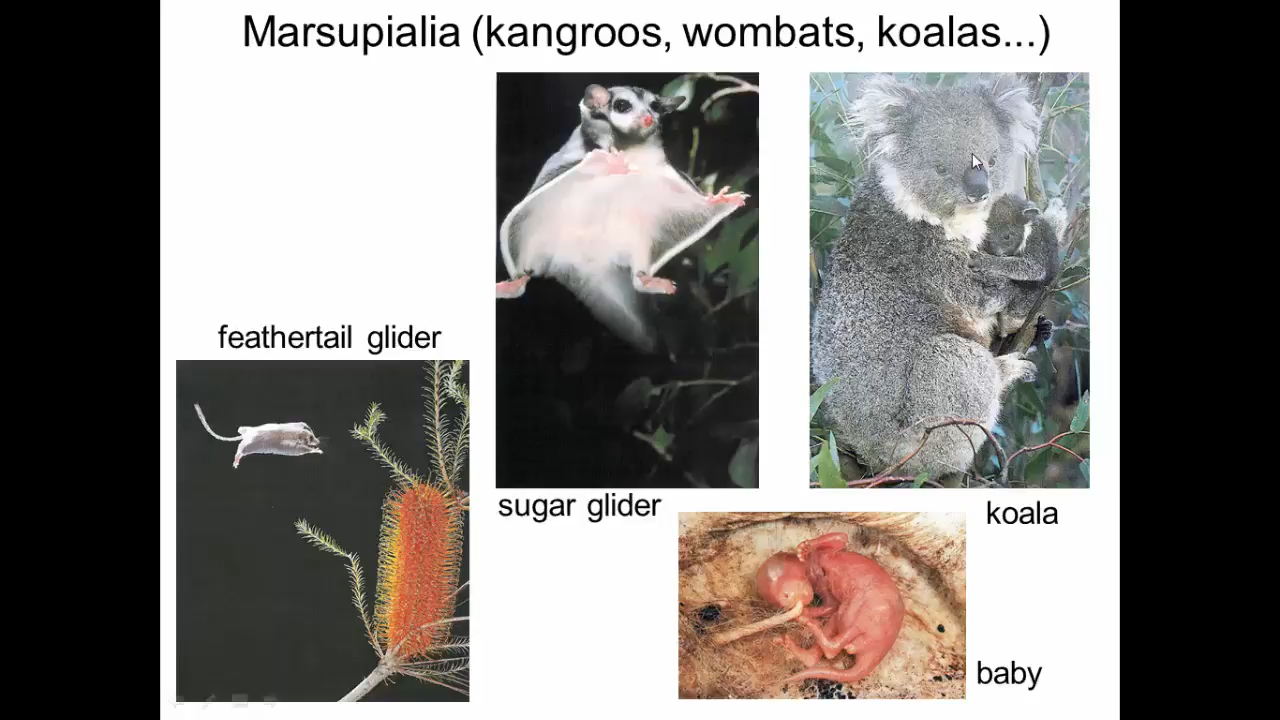 Marsupialia (kangroos, wombats, koalas...)
feathertail glider
sugar glider
koala
baby